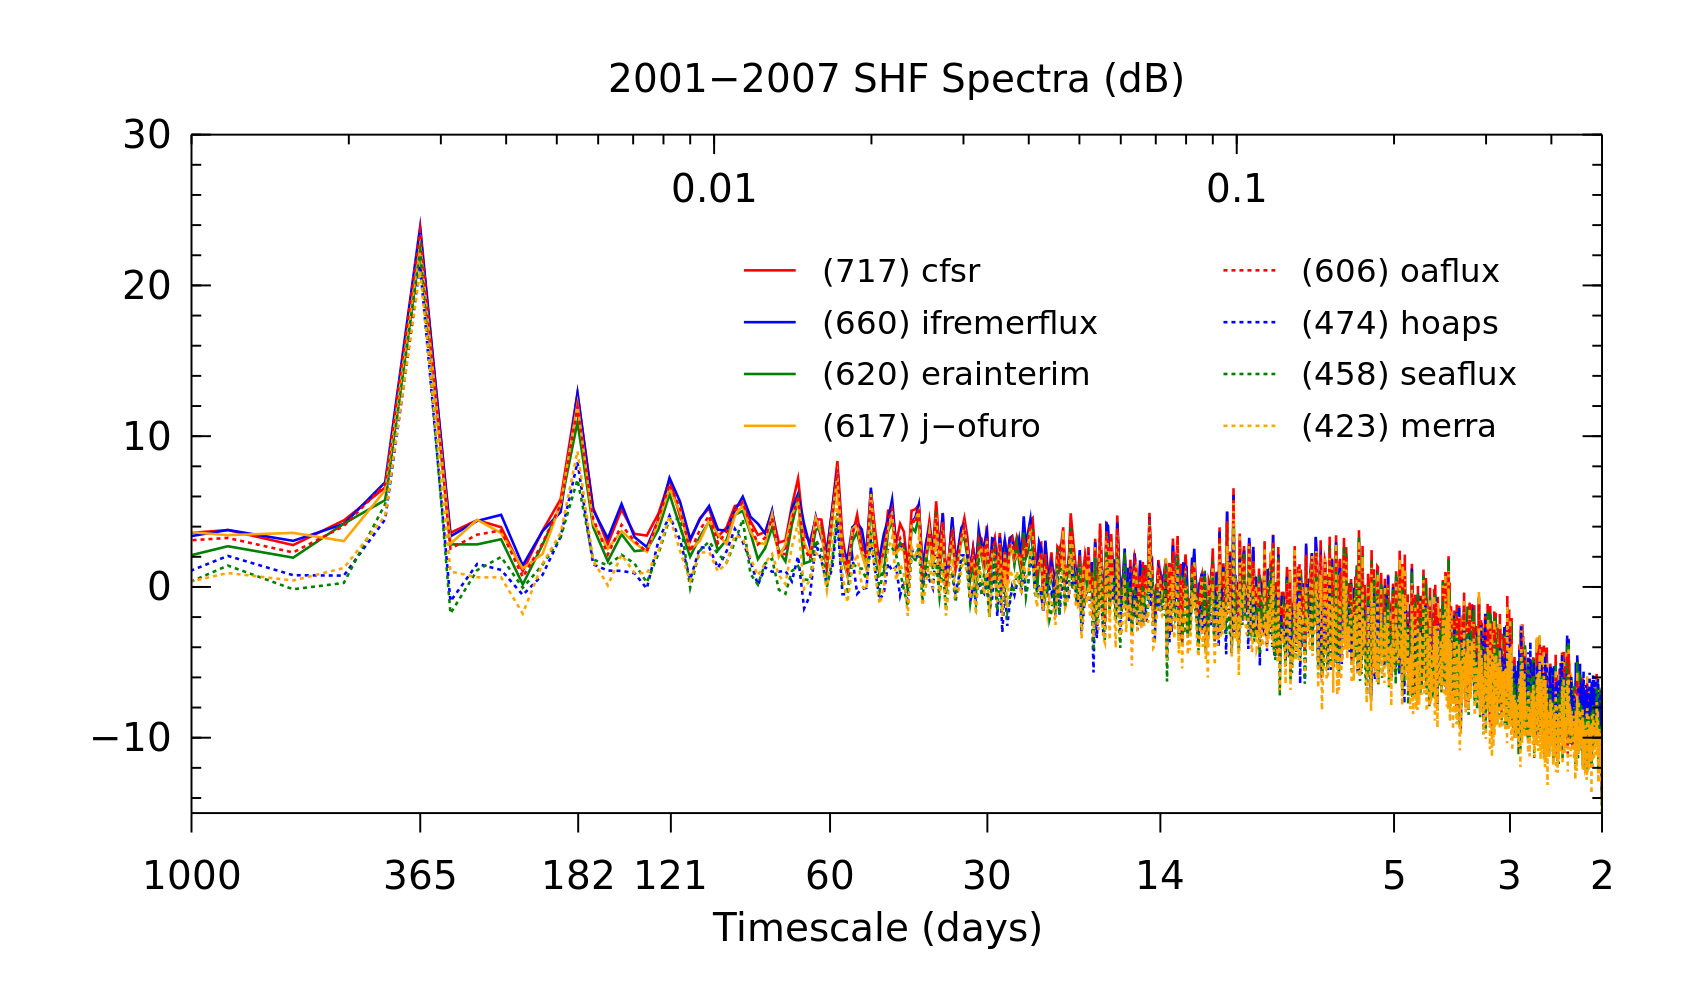 2001−2007 SHF Spectra (dB)
30
0.01 0.1
20
(717) cfsr (606) oaflux
(660) ifremerflux (474) hoaps
(620) erainterim (458) seaflux
10
(617) j−ofuro (423) merra
0
−10
1000 365 182 121 60 30 14 5 3 2
Timescale (days)